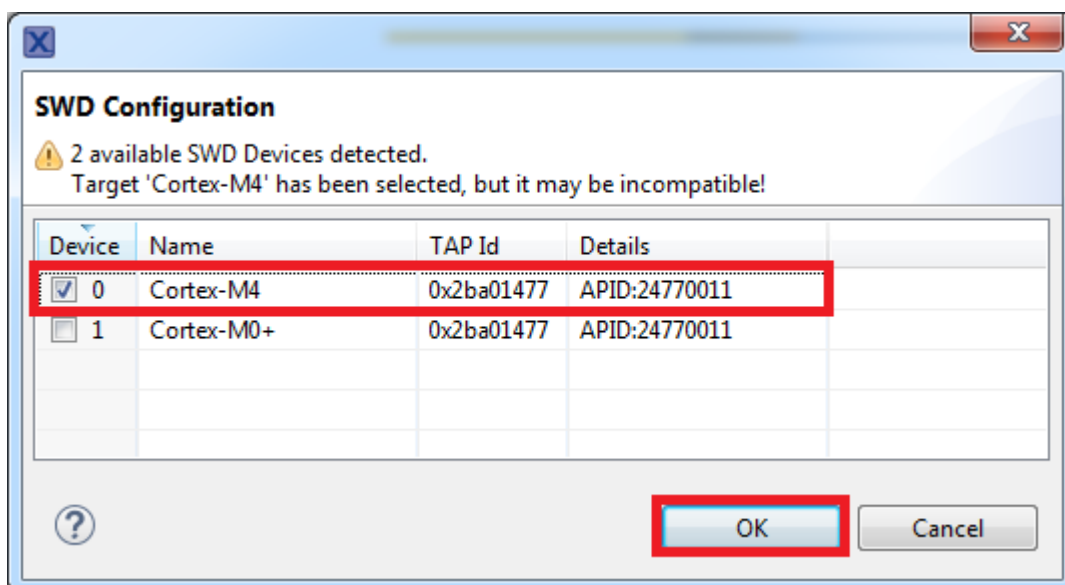 SWD Configuration
2 available SWD Devices detected.
Target 'Cortex-M4' has been selected, but it may be incompatible!
Device Name TAP Id Details
0 Cortex-M4 0x2ba01477 APID:24770011
1 Cortex-M0+ 0x2ba01477 APID:24770011
OK Cancel